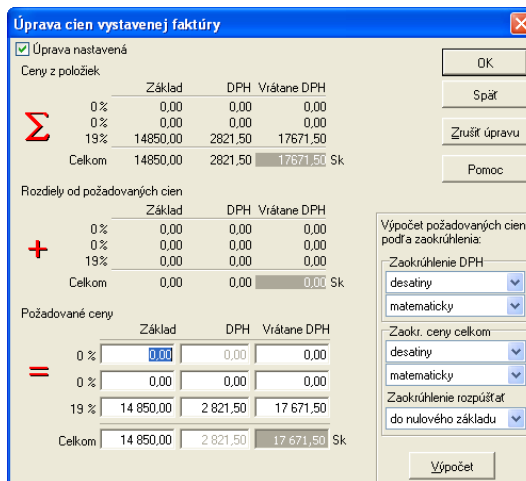 Úprava cien vystavenej faktúry
Úprava nastavená
Ceny z položiek
Základ DPH Vrátane DPH
0 % 0,00 0,00 0,00
0 % 0,00 0,00 0,00
19 % 14850,00 2821,50 17671,50
Celkom 14850,00 2821,50 17671,50 Sk
Rozdiely od požadovaných cien
Základ DPH Vrátane DPH
0 % 0,00 0,00 0,00
0 % 0,00 0,00 0,00
19 % 0,00 0,00 0,00
Celkom 0,00 0,00 0,00 Sk
Požadované ceny
Základ DPH Vrátane DPH
0 % 0,00 0,00 0,00
0 % 0,00 0,00 0,00
19 % 14 850,00 2 821,50 17 671,50
Celkom 14 850,00 2 821,50 17 671,50 Sk
OK
Späť
Zrušiť úpravu
Pomoc
Výpočet požadovaných cien
podľa zaokrúhlenia:
Zaokrúhlenie DPH
desatiny
matematicky
Zaokr. ceny celkom
desatiny
matematicky
Zaokrúhlenie rozpúšťať
do nulového základu
Výpočet